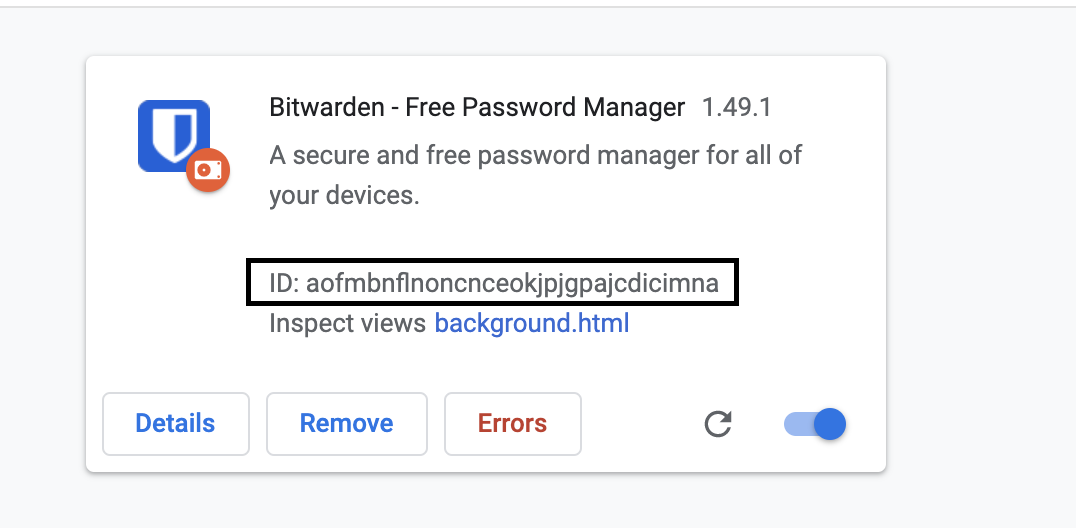 Bitwarden - Free Password Manager 1.49.1
A secure and free password manager for all of
your devices.
ID: aofmbnflnoncnceokjpjgpajcdicimna
Inspect views background.html
Details Remove Errors